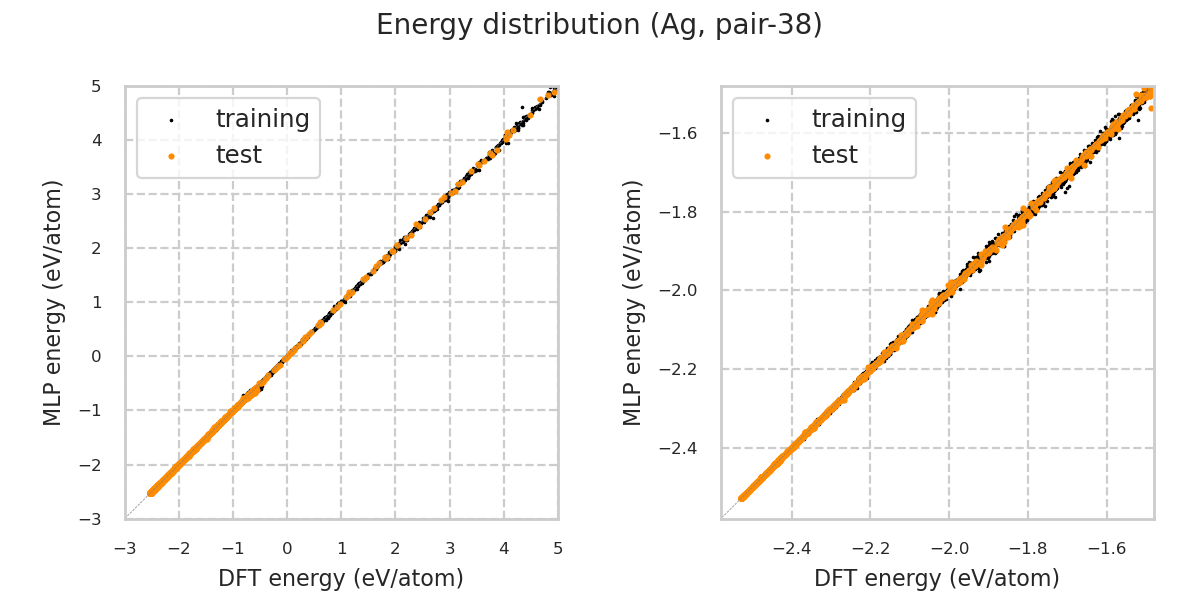 Energy distribution (Ag, pair-38)
MLP energy (eV/atom)
5
4
3
2
1
0
−1
−2
−3
training
test
−3 −2 −1 0 1 2 3 4 5
DFT energy (eV/atom)
MLP energy (eV/atom)
−1.6
−1.8
−2.0
−2.2
−2.4
training
test
−2.4 −2.2 −2.0 −1.8 −1.6
DFT energy (eV/atom)